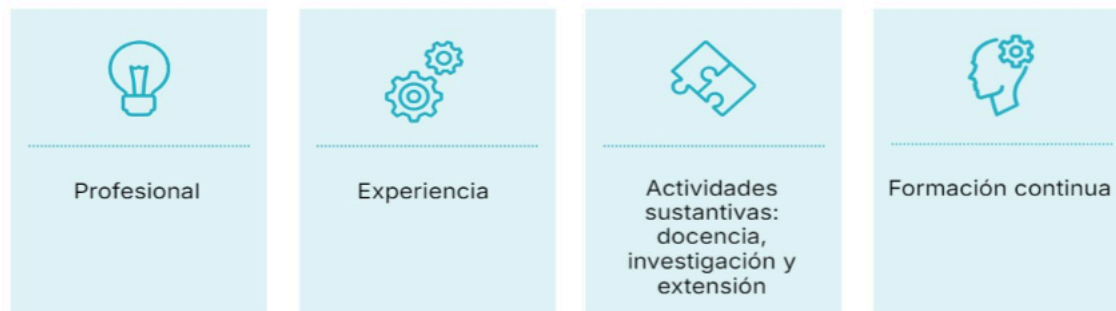 Profesional
Experiencia
Actividades
sustantivas:
docencia,
investigación y
extensión
Formación continua